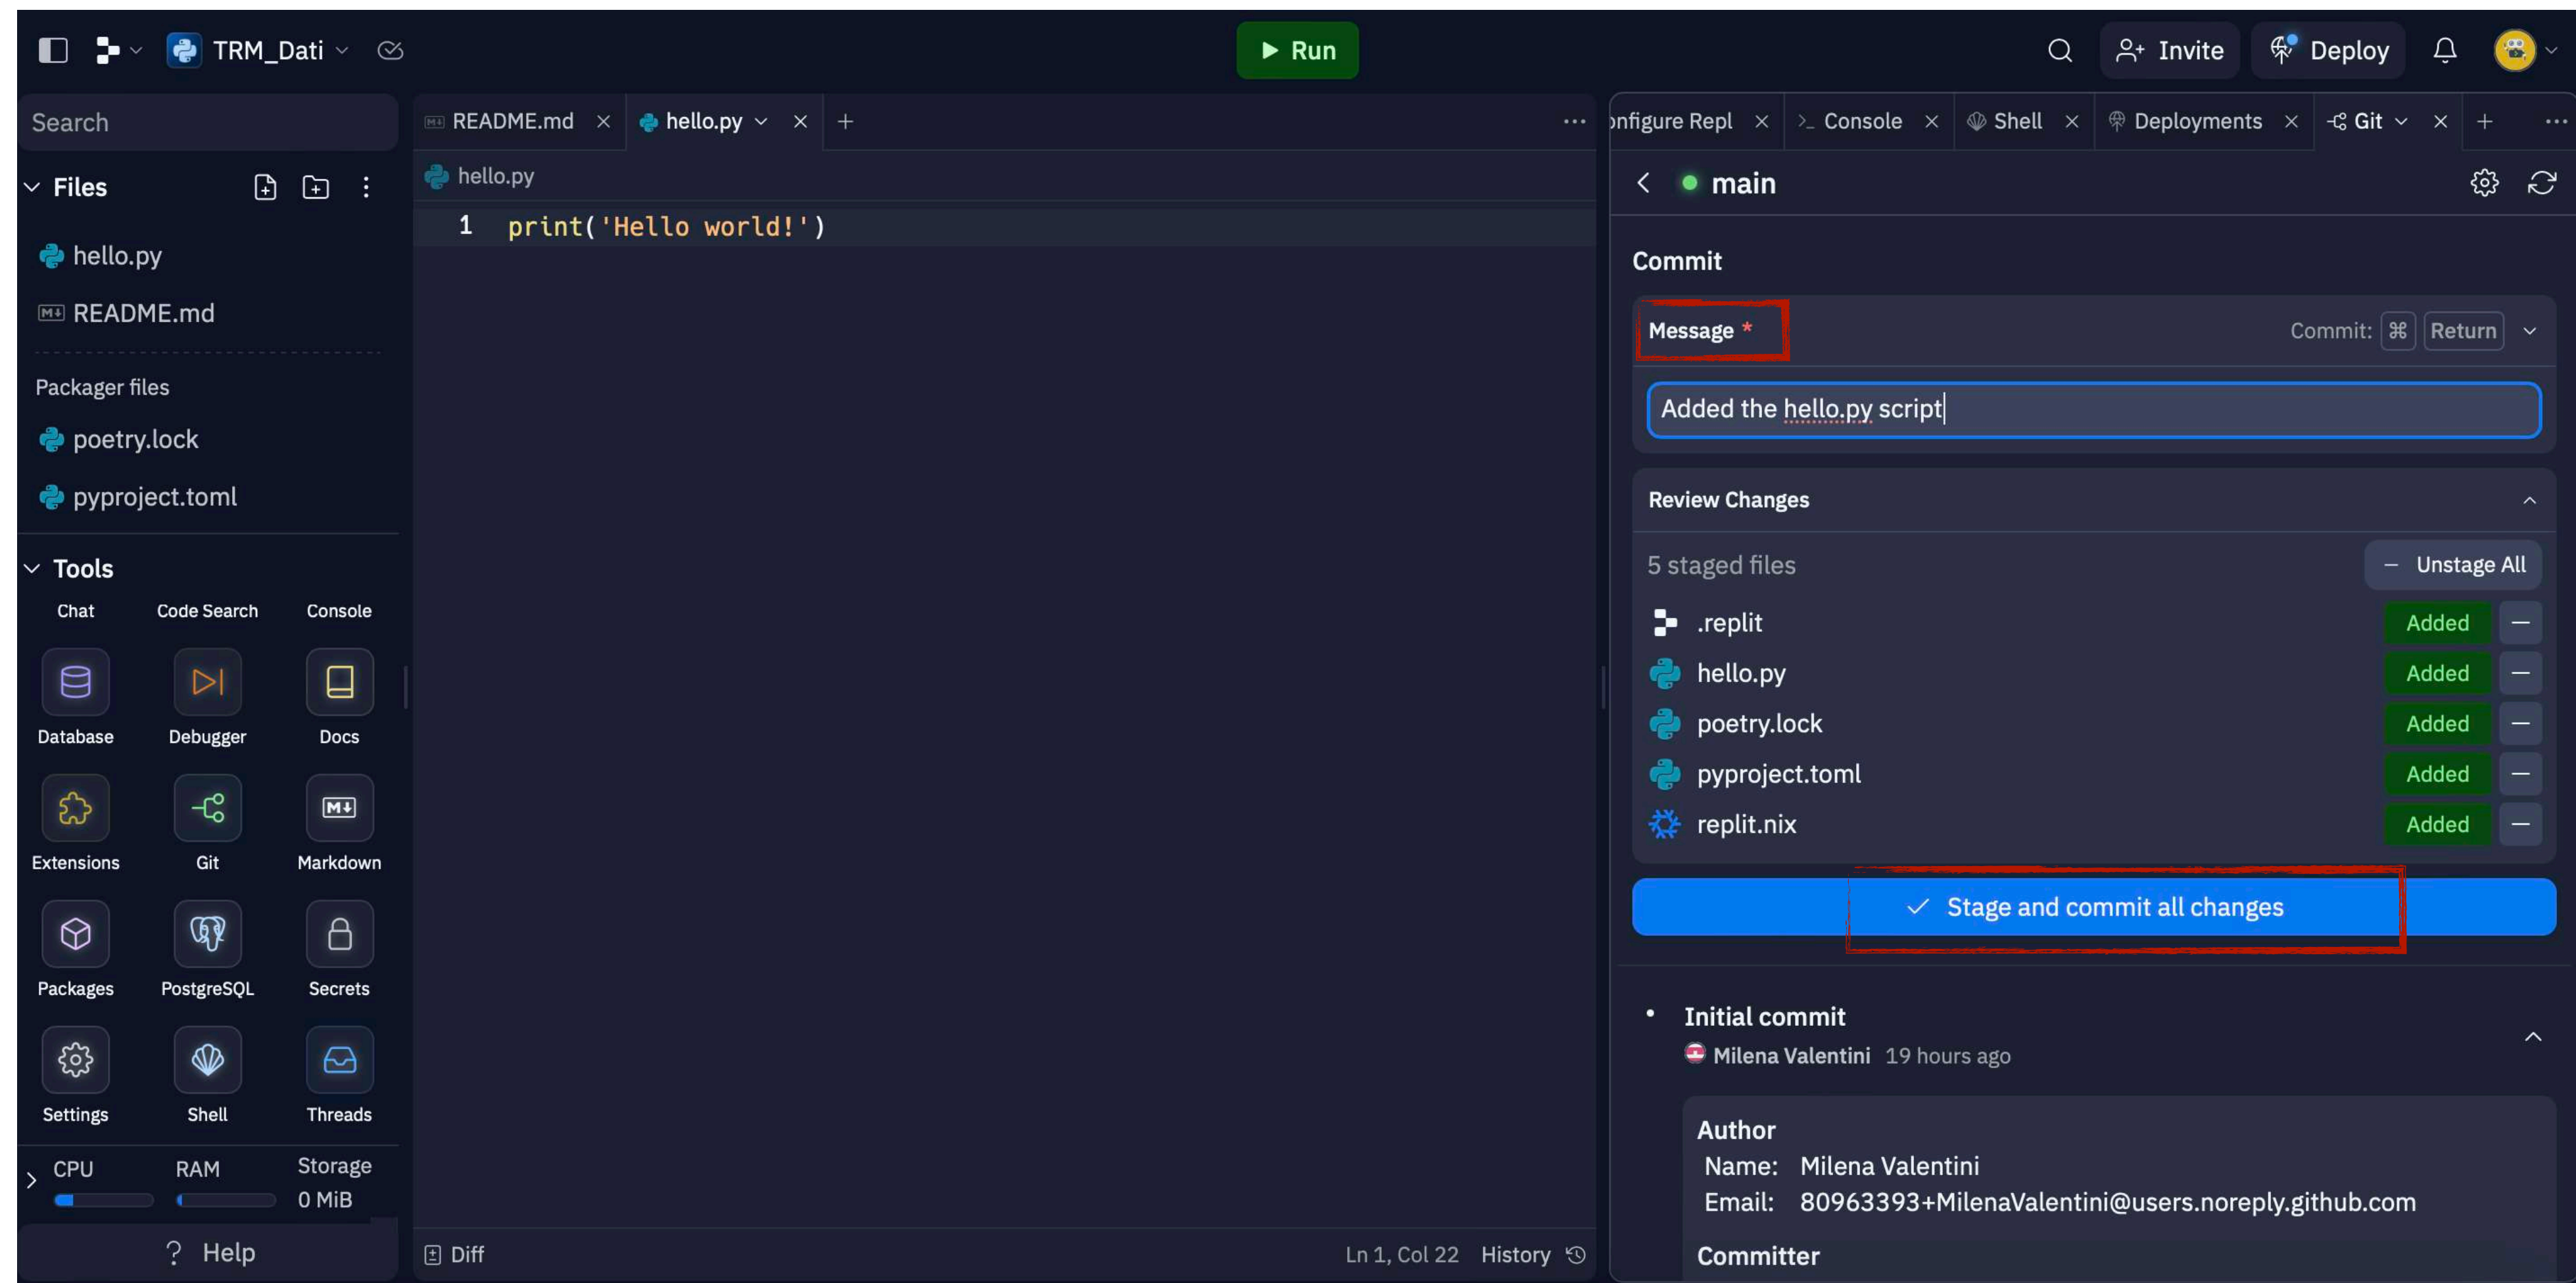 TRM_Dati
Run
Invite
Deploy
Search
Files
hello.py
README.md
Packager files
poetry.lock
pyproject.toml
Tools
Chat Code Search Console
Database Debugger Docs
Extensions Git Markdown
Packages PostgreSQL Secrets
Settings Shell Threads
CPU RAM Storage
0 MiB
? Help
README.md hello.py
hello.py
1 print('Hello world!')
Diff
Ln 1, Col 22 History
onfigure Repl Console Shell Deployments Git
main
Commit
Message * Commit: ⌘ Return
Added the hello.py script
Review Changes
5 staged files Unstage All
.replit Added
hello.py Added
poetry.lock Added
pyproject.toml Added
replit.nix Added
Stage and commit all changes
Initial commit
Milena Valentini 19 hours ago
Author
Name: Milena Valentini
Email: 80963393+MilenaValentini@users.noreply.github.com
Committer